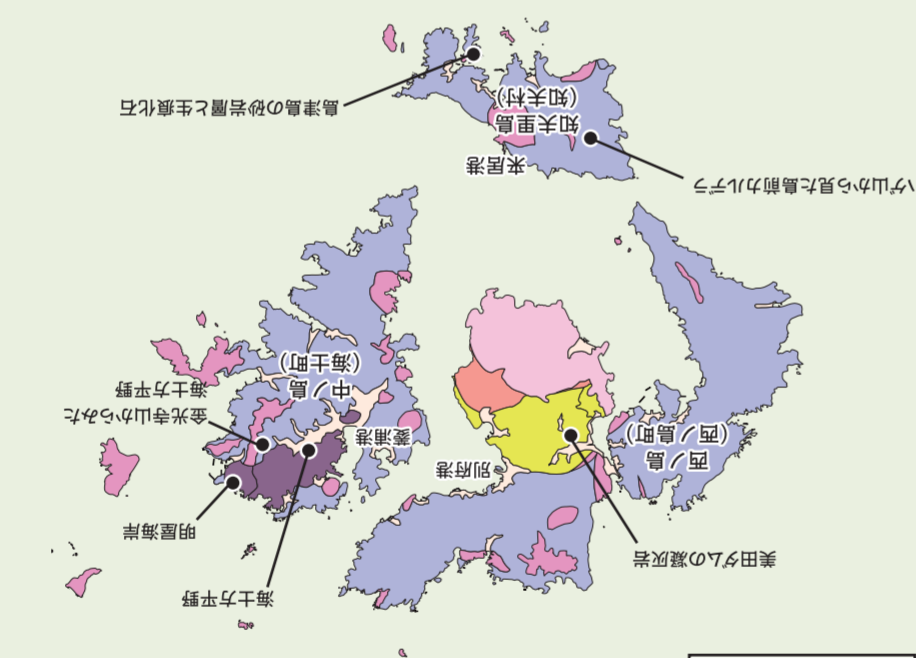 海士方平野
美田ダムの凝灰岩
明屋海岸
別府港
西ノ島
（西ノ島町）
菱浦港
金光寺山からみた
海士方平野
中ノ島
（海士町）
ハゲ山から見た島前カルデラ
来居港
知夫里島
（知夫村）
島津島の砂岩層と生痕化石